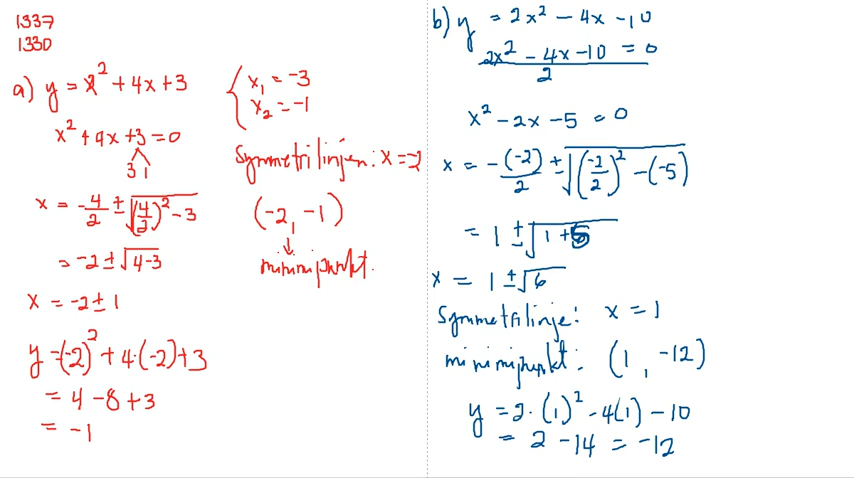 1337
1330
a) y = x² + 4x + 3
x² + 4x + 3 = 0
3 1
x = -4/2 ± √((4/2)² - 3)
= -2 ± √(4-3)
x = -2 ± 1
y = (-2)² + 4·(-2) + 3
= 4 - 8 + 3
= -1
{ x₁ = -3
x₂ = -1
Symmetrilinjen: x = -2
(-2, -1)
↓
minimipunkt.
b) y = 2x² - 4x - 10
2x² - 4x - 10 = 0
2
x² - 2x - 5 = 0
x = -(-2)/2 ± √((-2/2)² - (-5))
= 1 ± √(1+5)
x = 1 ± √6
Symmetrilinje: x = 1
minimipunkt: (1, -12)
y = 2·(1)² - 4(1) - 10
= 2 - 14 = -12